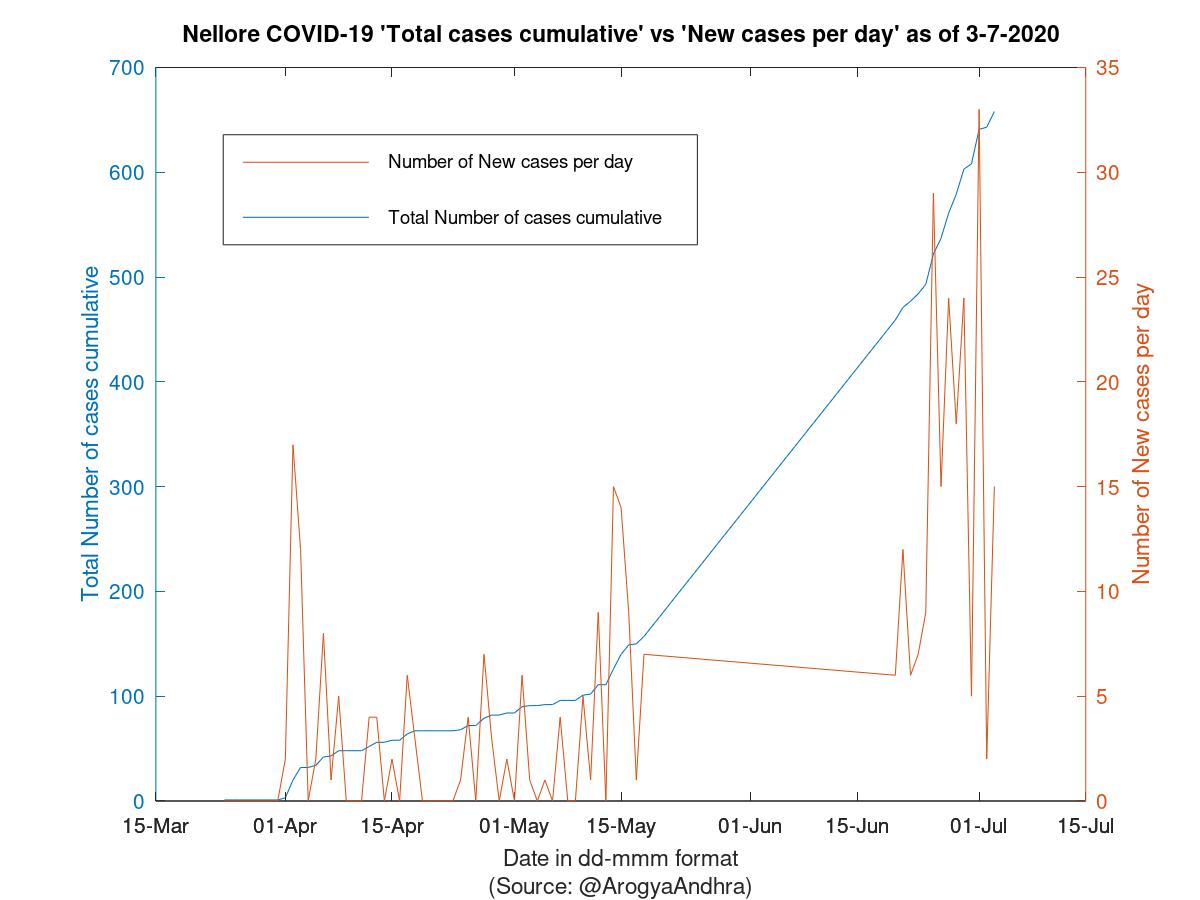 Nellore COVID-19 'Total cases cumulative' vs 'New cases per day' as of 3-7-2020
Number of New cases per day
Total Number of cases cumulative
Total Number of cases cumulative
700
600
500
400
300
200
100
0
35
30
25
20
15
10
5
0
Number of New cases per day
15-Mar 01-Apr 15-Apr 01-May 15-May 01-Jun 15-Jun 01-Jul 15-Jul
Date in dd-mmm format
(Source: @ArogyaAndhra)